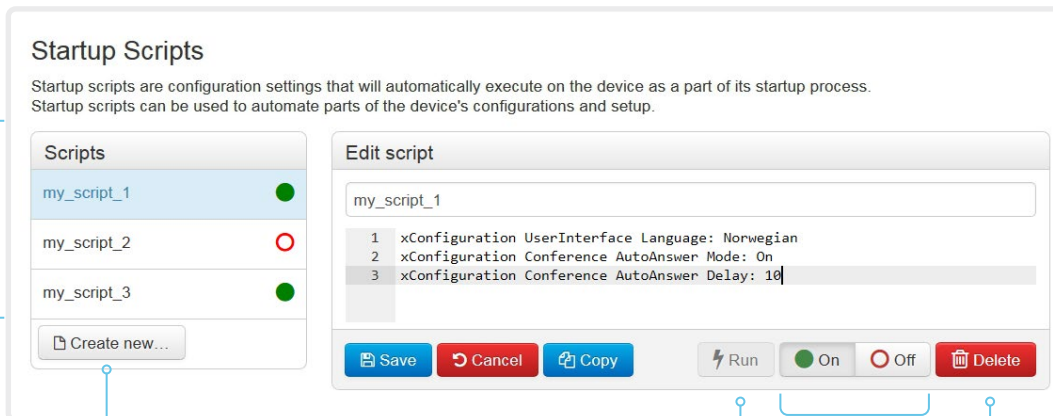 Startup Scripts
Startup scripts are configuration settings that will automatically execute on the device as a part of its startup process.
Startup scripts can be used to automate parts of the device's configurations and setup.
Scripts
my_script_1
my_script_2
my_script_3
Create new...
Edit script
my_script_1
1 xConfiguration UserInterface Language: Norwegian
2 xConfiguration Conference AutoAnswer Mode: On
3 xConfiguration Conference AutoAnswer Delay: 10
Save Cancel Copy Run On Off Delete